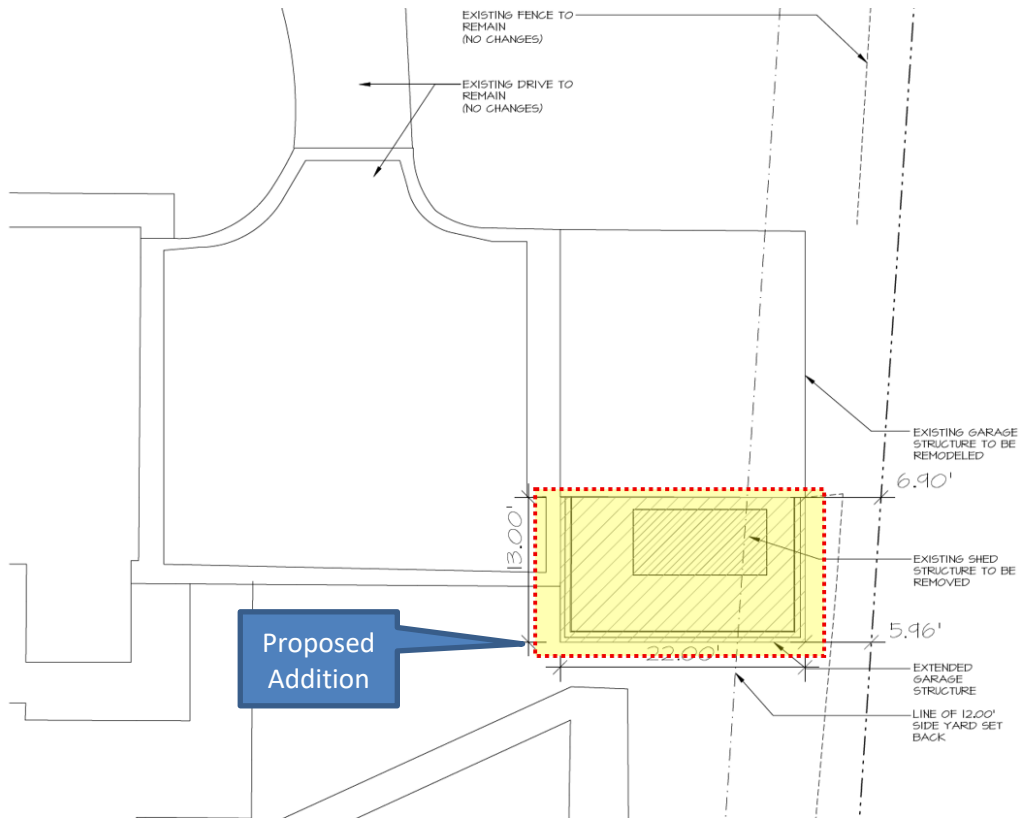 EXISTING FENCE TO
REMAIN
(NO CHANGES)
EXISTING DRIVE TO
REMAIN
(NO CHANGES)
EXISTING GARAGE
STRUCTURE TO BE
REMODELED
6.90'
13.00'
EXISTING SHED
STRUCTURE TO BE
REMOVED
5.96'
Proposed
Addition
22.00'
EXTENDED
GARAGE
STRUCTURE
LINE OF 12.00'
SIDE YARD SET
BACK